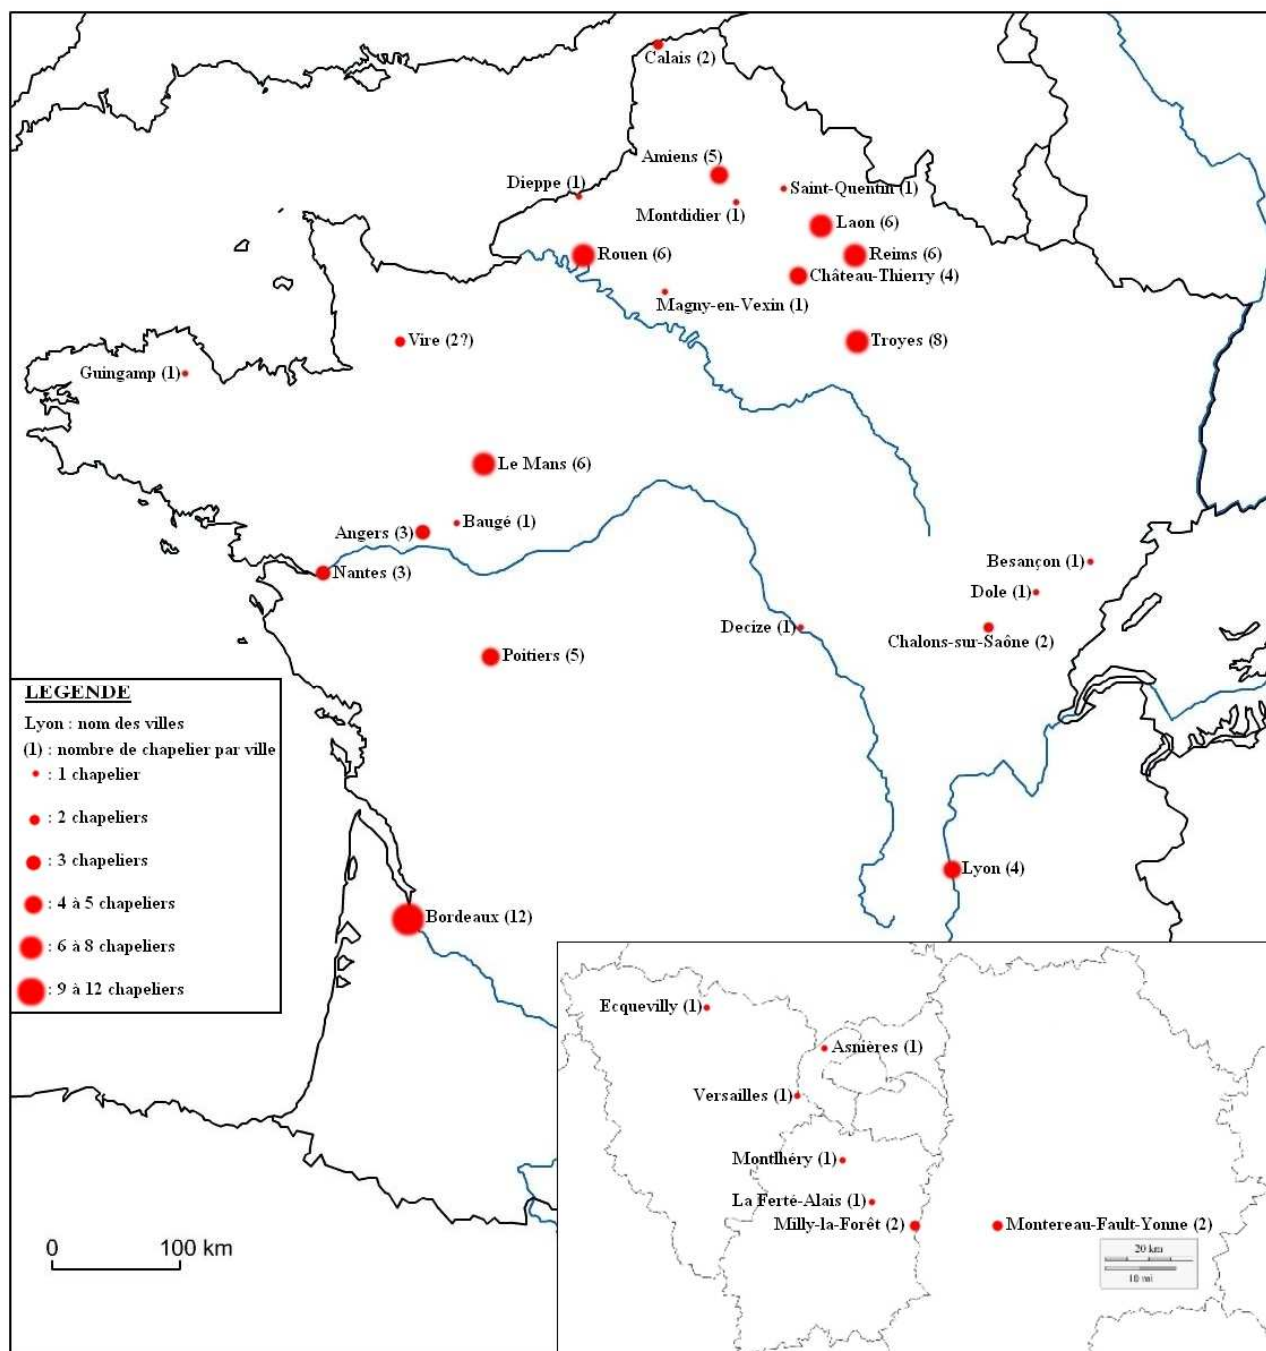 Calais (2)
Amiens (5)
Dieppe (1)
Saint-Quentin (1)
Montdidier (1)
Laon (6)
Rouen (6)
Reims (6)
Château-Thierry (4)
Magny-en-Vexin (1)
Vire (2?)
Troyes (8)
Guingamp (1)
Le Mans (6)
Baugé (1)
Angers (3)
Nantes (3)
Besançon (1)
Dole (1)
Decize (1)
Chalons-sur-Saône (2)
Poitiers (5)
LEGENDE
Lyon : nom des villes
(1) : nombre de chapelier par ville
: 1 chapelier
: 2 chapeliers
: 3 chapeliers
: 4 à 5 chapeliers
: 6 à 8 chapeliers
: 9 à 12 chapeliers
Lyon (4)
Bordeaux (12)
Ecquevilly (1)
Asnières (1)
Versailles (1)
Montlhéry (1)
La Ferté-Alais (1)
Milly-la-Forêt (2)
Montereau-Fault-Yonne (2)
20 km
10 mi
0 100 km